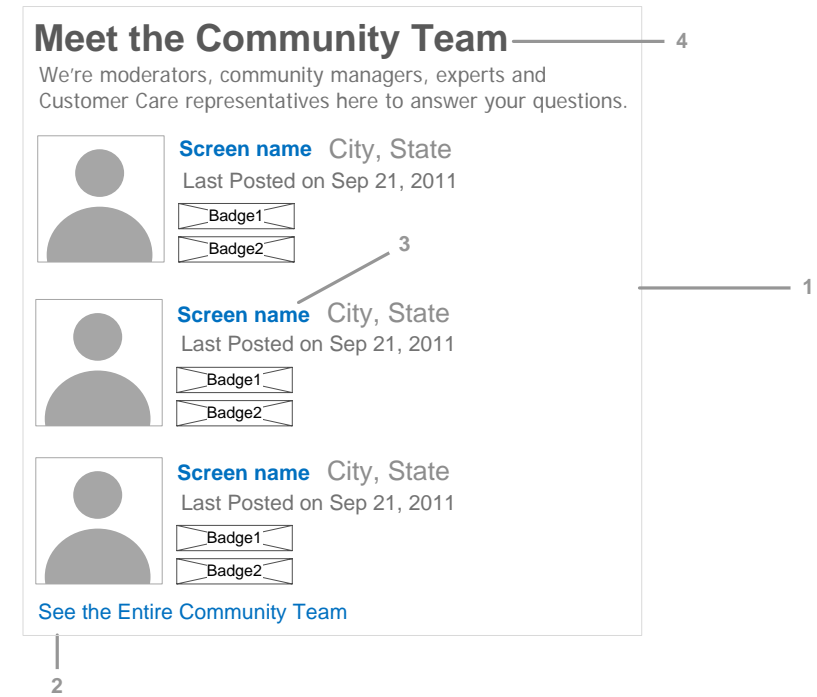 Meet the Community Team
4
We're moderators, community managers, experts and
Customer Care representatives here to answer your questions.
Screen name City, State
Last Posted on Sep 21, 2011
Badge1
Badge2
3
1
Screen name City, State
Last Posted on Sep 21, 2011
Badge1
Badge2
Screen name City, State
Last Posted on Sep 21, 2011
Badge1
Badge2
See the Entire Community Team
2